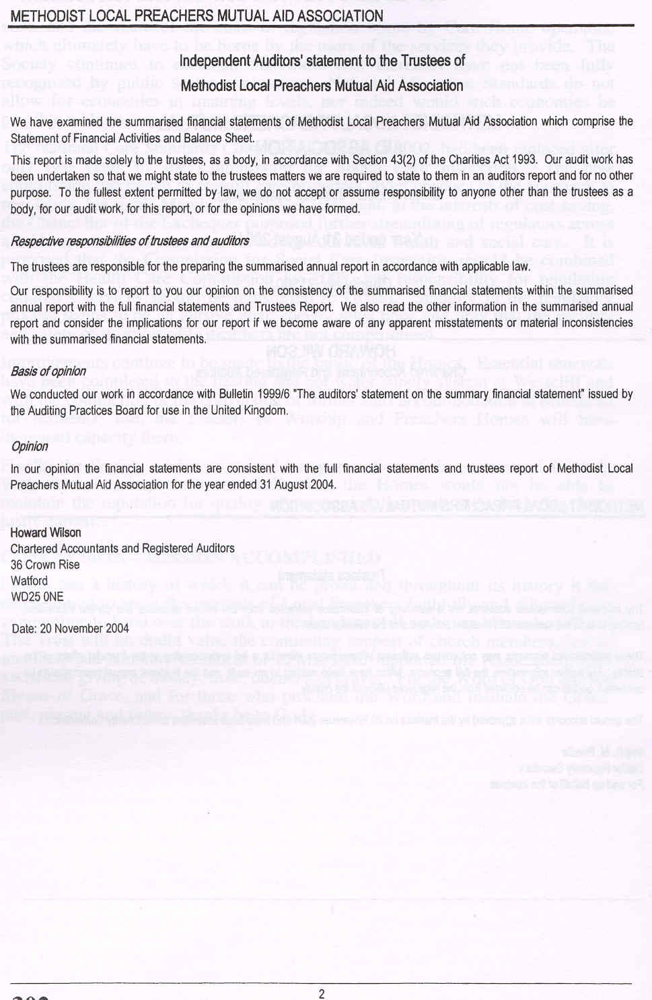 METHODIST LOCAL PREACHERS MUTUAL AID ASSOCIATION
Independent Auditors' statement to the Trustees of
Methodist Local Preachers Mutual Aid Association
We have examined the summarised financial statements of Methodist Local Preachers Mutual Aid Association which comprise the
Statement of Financial Activities and Balance Sheet.
This report is made solely to the trustees, as a body, in accordance with Section 43(2) of the Charities Act 1993. Our audit work has
been undertaken so that we might state to the trustees matters we are required to state to them in an auditors report and for no other
purpose. To the fullest extent permitted by law, we do not accept or assume responsibility to anyone other than the trustees as a
body, for our audit work, for this report, or for the opinions we have formed.
Respective responsibilities of trustees and auditors
The trustees are responsible for the preparing the summarised annual report in accordance with applicable law.
Our responsibility is to report to you our opinion on the consistency of the summarised financial statements within the summarised
annual report with the full financial statements and Trustees Report. We also read the other information in the summarised annual
report and consider the implications for our report if we become aware of any apparent misstatements or material inconsistencies
with the summarised financial statements.
Basis of opinion
We conducted our work in accordance with Bulletin 1999/6 "The auditors' statement on the summary financial statement" issued by
the Auditing Practices Board for use in the United Kingdom.
Opinion
In our opinion the financial statements are consistent with the full financial statements and trustees report of Methodist Local
Preachers Mutual Aid Association for the year ended 31 August 2004.
Howard Wilson
Chartered Accountants and Registered Auditors
36 Crown Rise
Watford
WD25 0NE
Date: 20 November 2004
2